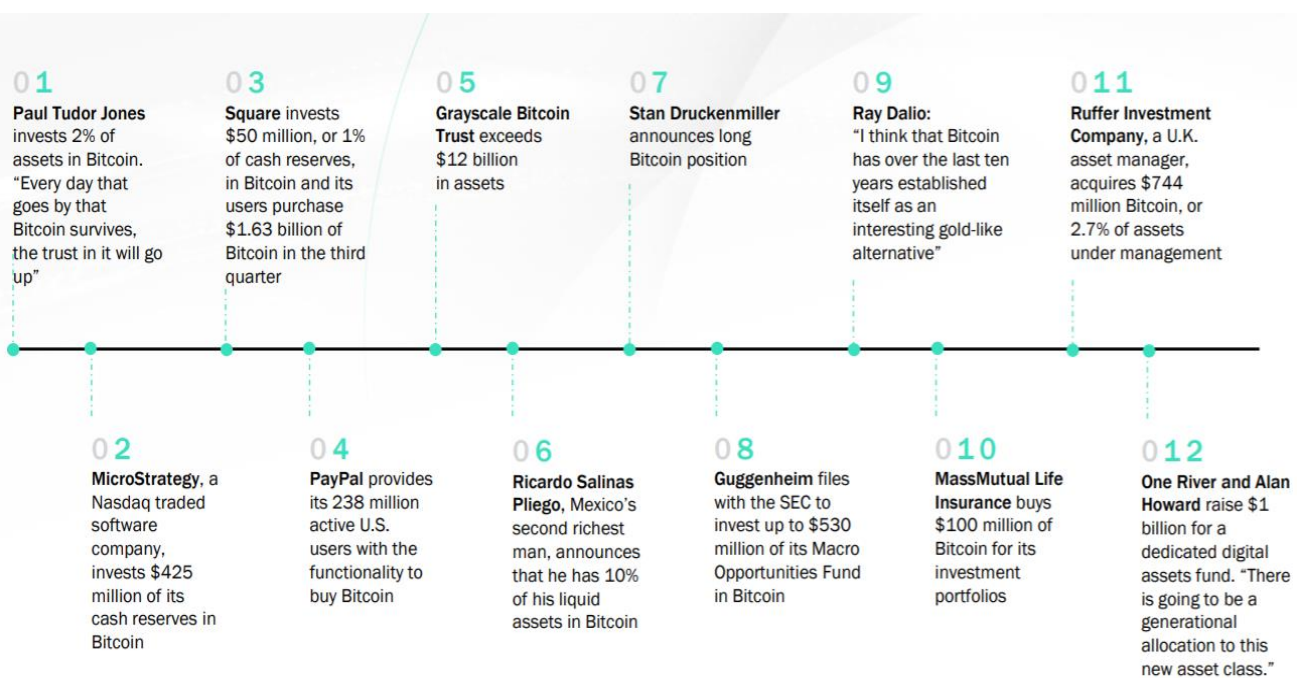 01
Paul Tudor Jones
invests 2% of
assets in Bitcoin.
“Every day that
goes by that
Bitcoin survives,
the trust in it will go
up”
03
Square invests
$50 million, or 1%
of cash reserves,
in Bitcoin and its
users purchase
$1.63 billion of
Bitcoin in the third
quarter
05
Grayscale Bitcoin
Trust exceeds
$12 billion
in assets
07
Stan Druckenmiller
announces long
Bitcoin position
09
Ray Dalio:
“I think that Bitcoin
has over the last ten
years established
itself as an
interesting gold-like
alternative”
011
Ruffer Investment
Company, a U.K.
asset manager,
acquires $744
million Bitcoin, or
2.7% of assets
under management
02
MicroStrategy, a
Nasdaq traded
software
company,
invests $425
million of its
cash reserves in
Bitcoin
04
PayPal provides
its 238 million
active U.S.
users with the
functionality to
buy Bitcoin
06
Ricardo Salinas
Pliego, Mexico’s
second richest
man, announces
that he has 10%
of his liquid
assets in Bitcoin
08
Guggenheim files
with the SEC to
invest up to $530
million of its Macro
Opportunities Fund
in Bitcoin
010
MassMutual Life
Insurance buys
$100 million of
Bitcoin for its
investment
portfolios
012
One River and Alan
Howard raise $1
billion for a
dedicated digital
assets fund. “There
is going to be a
generational
allocation to this
new asset class.”